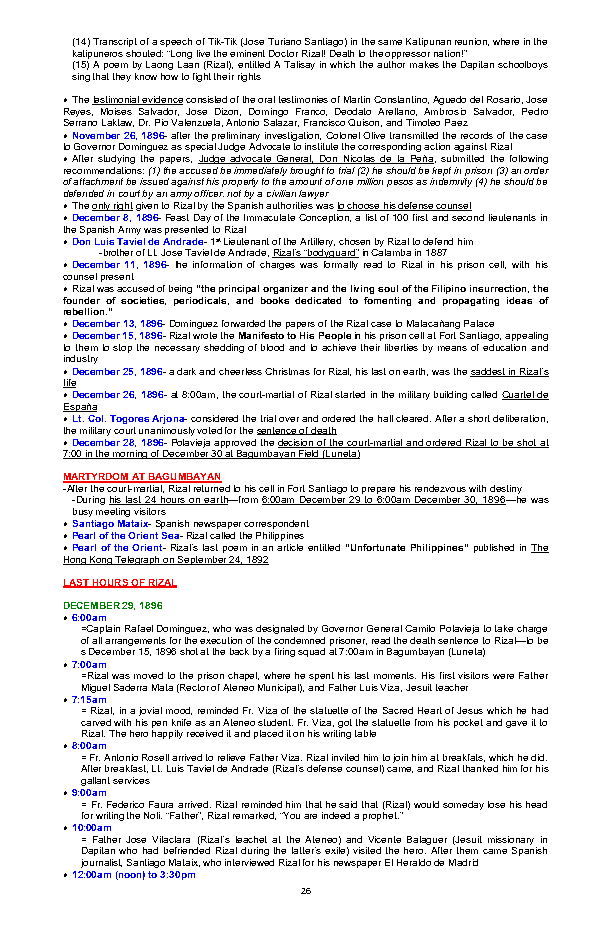 (14) Transcript of a speech of Tik-Tik (Jose Turiano Santiago) in the same Katipunan reunion, where in the
katipuneros shouted: “Long live the eminent Doctor Rizal! Death to the oppressor nation!”
(15) A poem by Laong Laan (Rizal), entitled A Talisay in which the author makes the Dapitan schoolboys
sing that they know how to fight their rights
• The testimonial evidence consisted of the oral testimonies of Martin Constantino, Aguedo del Rosario, Jose
Reyes, Moises Salvador, Jose Dizon, Domingo Franco, Deodato Arellano, Ambrosio Salvador, Pedro
Serrano Laktaw, Dr. Pio Valenzuela, Antonio Salazar, Francisco Quison, and Timoteo Paez
• November 26, 1896- after the preliminary investigation, Colonel Olive transmitted the records of the case
to Governor Dominguez as special Judge Advocate to institute the corresponding action against Rizal
• After studying the papers, Judge advocate General, Don Nicolas de la Peña, submitted the following
recommendations: (1) the accused be immediately brought to trial (2) he should be kept in prison (3) an order
of attachment be issued against his property to the amount of one million pesos as indemnity (4) he should be
defended in court by an army officer, not by a civilian lawyer
• The only right given to Rizal by the Spanish authorities was to choose his defense counsel
• December 8, 1896- Feast Day of the Immaculate Conception, a list of 100 first and second lieutenants in
the Spanish Army was presented to Rizal
• Don Luis Taviel de Andrade- 1st Lieutenant of the Artillery, chosen by Rizal to defend him
-brother of Lt. Jose Taviel de Andrade, Rizal’s “bodyguard” in Calamba in 1887
• December 11, 1896- the information of charges was formally read to Rizal in his prison cell, with his
counsel present
• Rizal was accused of being “the principal organizer and the living soul of the Filipino insurrection, the
founder of societies, periodicals, and books dedicated to fomenting and propagating ideas of
rebellion.”
• December 13, 1896- Dominguez forwarded the papers of the Rizal case to Malacañang Palace
• December 15, 1896- Rizal wrote the Manifesto to His People in his prison cell at Fort Santiago, appealing
to them to stop the necessary shedding of blood and to achieve their liberties by means of education and
industry
• December 25, 1896- a dark and cheerless Christmas for Rizal, his last on earth, was the saddest in Rizal’s
life
• December 26, 1896- at 8:00am, the court-martial of Rizal started in the military building called Cuartel de
España
• Lt. Col. Togores Arjona- considered the trial over and ordered the hall cleared. After a short deliberation,
the military court unanimously voted for the sentence of death
• December 28, 1896- Polavieja approved the decision of the court-martial and ordered Rizal to be shot at
7:00 in the morning of December 30 at Bagumbayan Field (Luneta)
MARTYRDOM AT BAGUMBAYAN
-After the court-martial, Rizal returned to his cell in Fort Santiago to prepare his rendezvous with destiny
-During his last 24 hours on earth—from 6:00am December 29 to 6:00am December 30, 1896—he was
busy meeting visitors
• Santiago Mataix- Spanish newspaper correspondent
• Pearl of the Orient Sea- Rizal called the Philippines
• Pearl of the Orient- Rizal’s last poem in an article entitled “Unfortunate Philippines” published in The
Hong Kong Telegraph on September 24, 1892
LAST HOURS OF RIZAL
DECEMBER 29, 1896
• 6:00am
=Captain Rafael Dominguez, who was designated by Governor General Camilo Polavieja to take charge
of all arrangements for the execution of the condemned prisoner, read the death sentence to Rizal—to be
s December 15, 1896 shot at the back by a firing squad at 7:00am in Bagumbayan (Luneta)
• 7:00am
=Rizal was moved to the prison chapel, where he spent his last moments. His first visitors were Father
Miguel Saderra Mata (Rector of Ateneo Municipal), and Father Luis Viza, Jesuit teacher
• 7:15am
= Rizal, in a jovial mood, reminded Fr. Viza of the statuette of the Sacred Heart of Jesus which he had
carved with his pen knife as an Ateneo student. Fr. Viza, got the statuette from his pocket and gave it to
Rizal. The hero happily received it and placed it on his writing table
• 8:00am
= Fr. Antonio Rosell arrived to relieve Father Viza. Rizal invited him to join him at breakfats, which he did.
After breakfast, Lt. Luis Taviel de Andrade (Rizal’s defense counsel) came, and Rizal thanked him for his
gallant services
• 9:00am
= Fr. Federico Faura arrived. Rizal reminded him that he said that (Rizal) would someday lose his head
for writing the Noli. “Father”, Rizal remarked, “You are indeed a prophet.”
• 10:00am
= Father Jose Vilaclara (Rizal’s teachet at the Ateneo) and Vicente Balaguer (Jesuit missionary in
Dapitan who had befriended Rizal during the latter’s exile) visited the hero. After them came Spanish
journalist, Santiago Mataix, who interviewed Rizal for his newspaper El Heraldo de Madrid
• 12:00am (noon) to 3:30pm
26